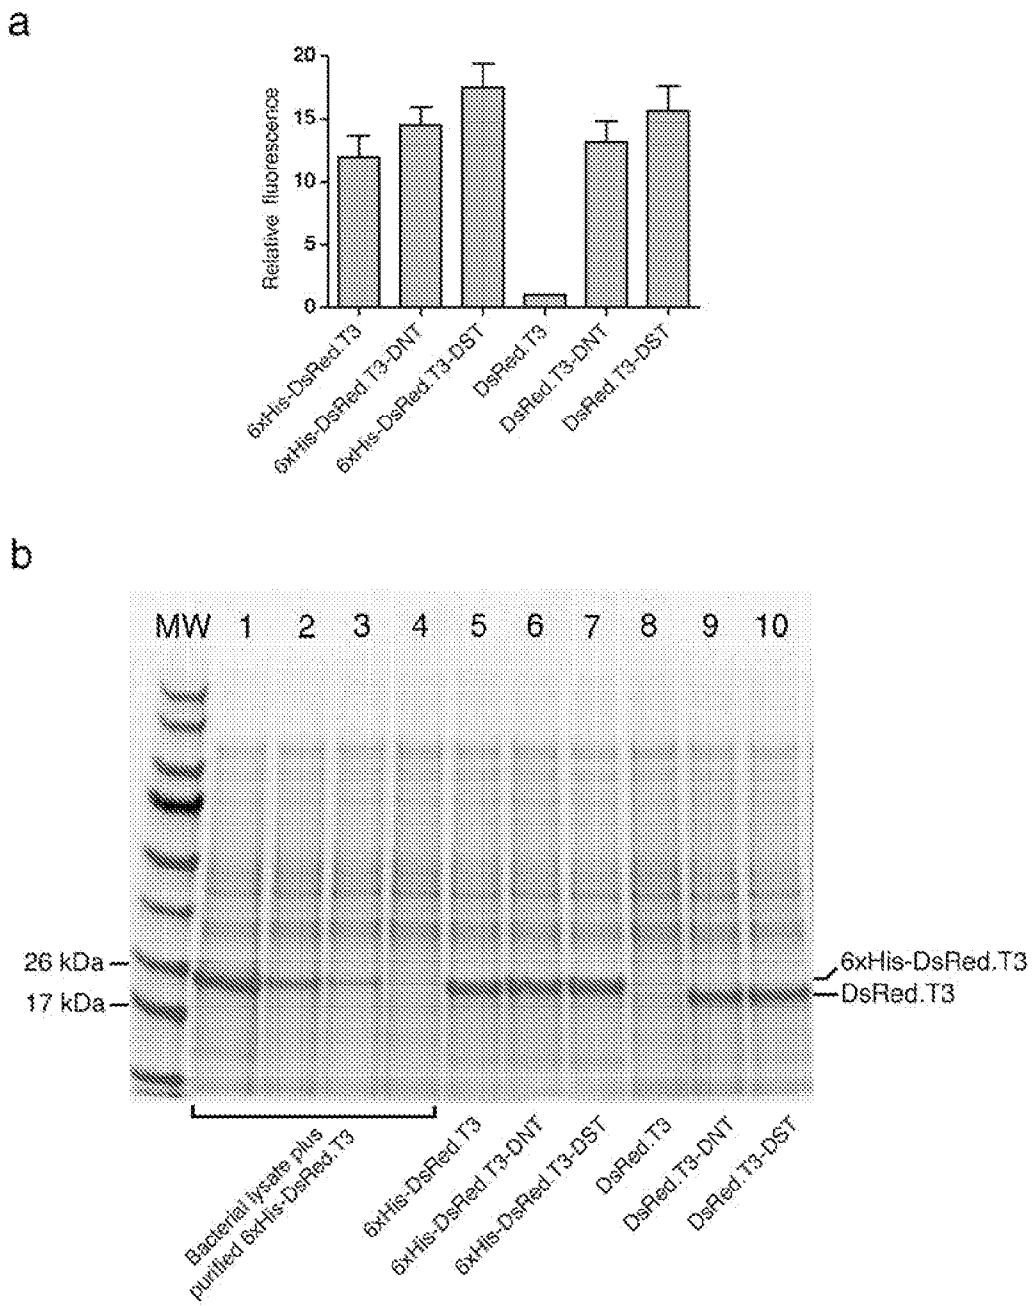 a
20
15
10
5
0
Relative fluorescence
6xHis-DsRed.T3
6xHis-DsRed.T3-DNT
6xHis-DsRed.T3-DST
DsRed.T3
DsRed.T3-DNT
DsRed.T3-DST
b
MW 1 2 3 4 5 6 7 8 9 10
26 kDa
17 kDa
6xHis-DsRed.T3
DsRed.T3
Bacterial lysate plus
purified 6xHis-DsRed.T3
6xHis-DsRed.T3
6xHis-DsRed.T3-DNT
6xHis-DsRed.T3-DST
DsRed.T3
DsRed.T3-DNT
DsRed.T3-DST